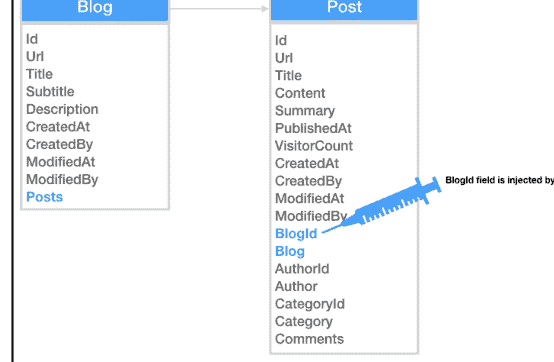 Blog
Id
Url
Title
Subtitle
Description
CreatedAt
CreatedBy
ModifiedAt
ModifiedBy
Posts
Post
Id
Url
Title
Content
Summary
PublishedAt
VisitorCount
CreatedAt
CreatedBy
ModifiedAt
ModifiedBy
BlogId
Blog
AuthorId
Author
CategoryId
Category
Comments
BlogId field is injected by